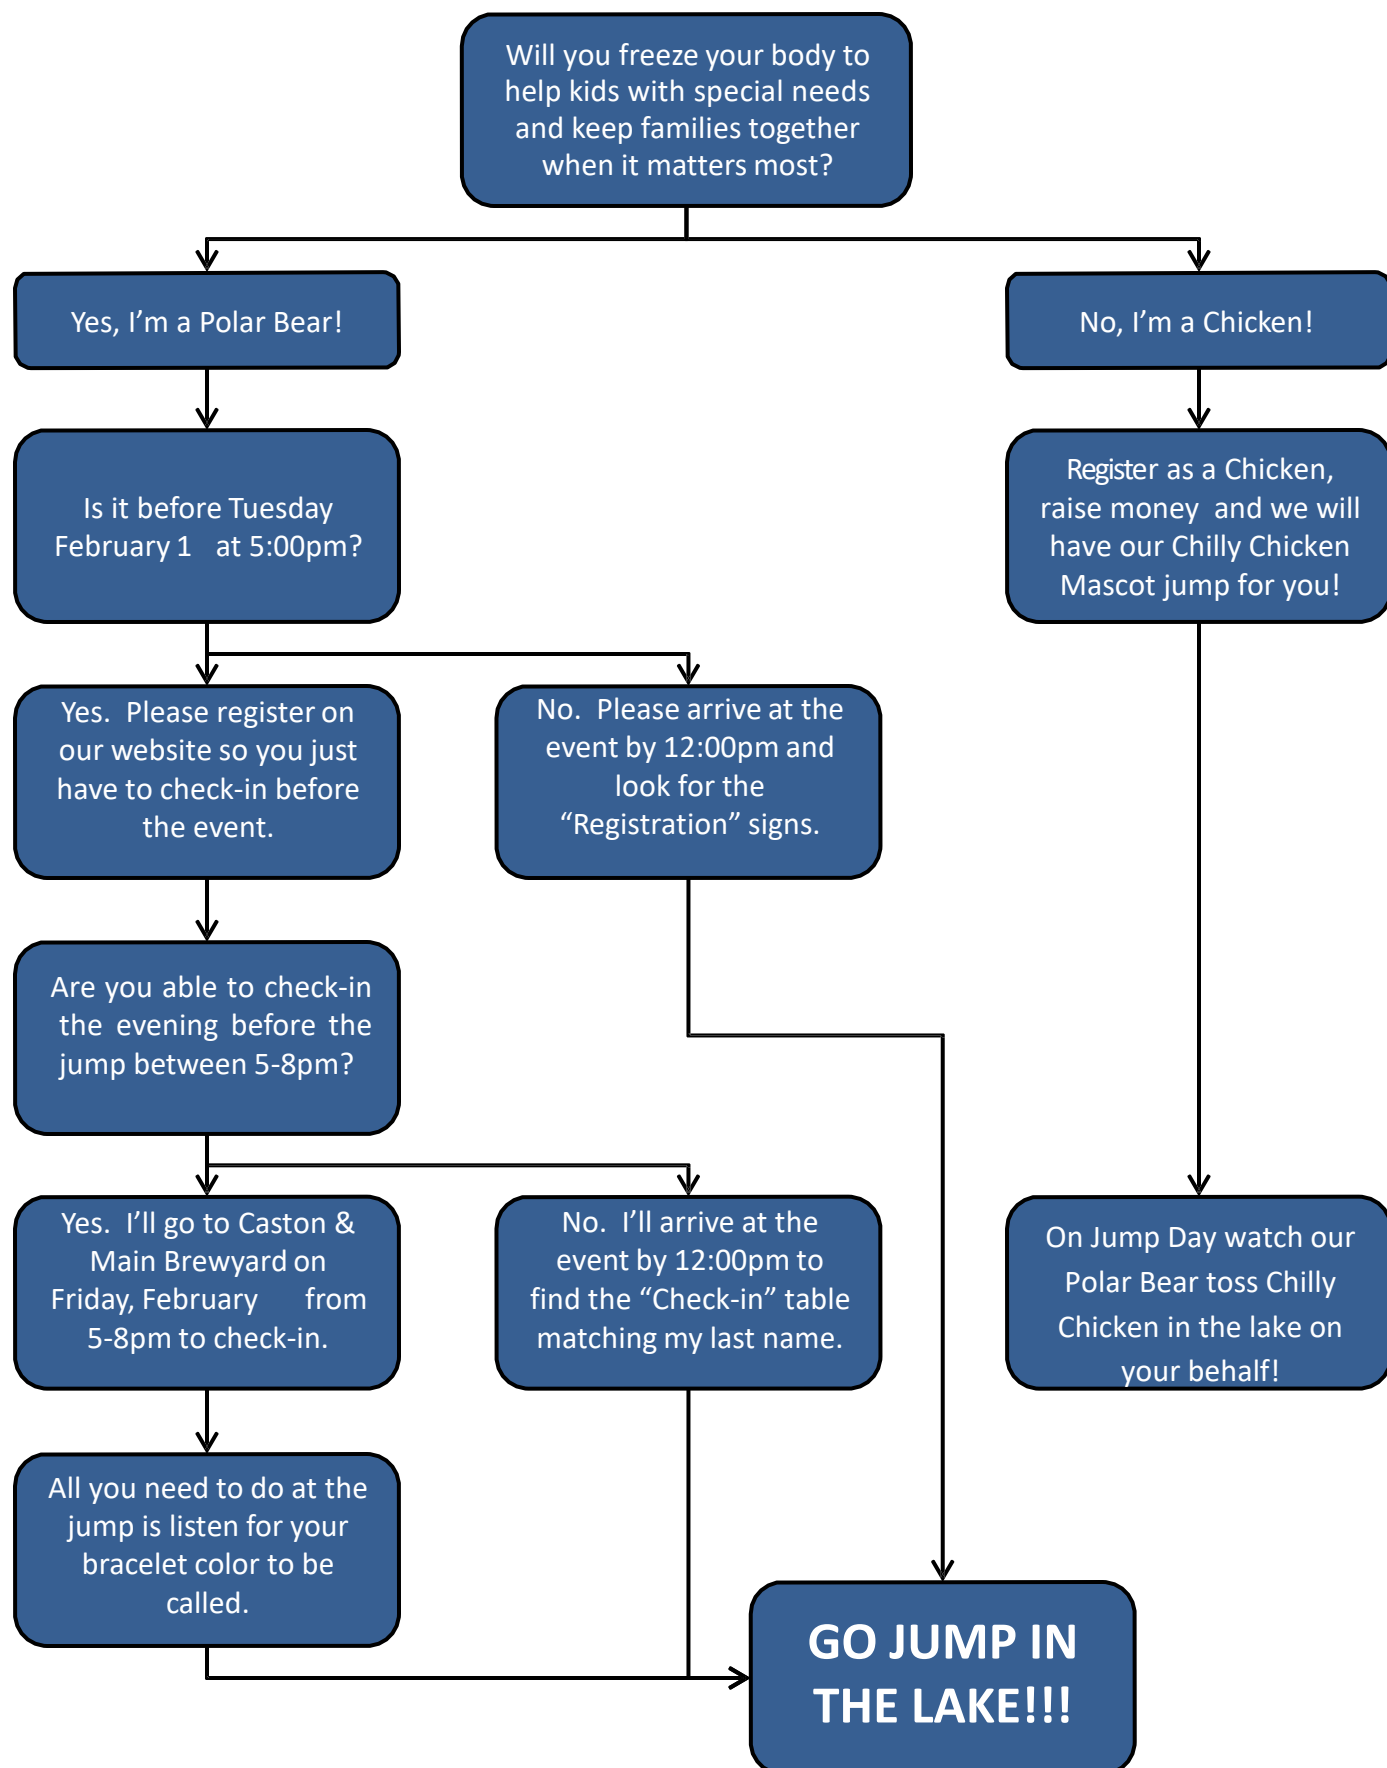 Will you freeze your body to
help kids with special needs
and keep families together
when it matters most?
Yes, I’m a Polar Bear!
No, I’m a Chicken!
Is it before Tuesday
February 1 at 5:00pm?
Register as a Chicken,
raise money and we will
have our Chilly Chicken
Mascot jump for you!
Yes. Please register on
our website so you just
have to check-in before
the event.
No. Please arrive at the
event by 12:00pm and
look for the
“Registration” signs.
Are you able to check-in
the evening before the
jump between 5-8pm?
Yes. I’ll go to Caston &
Main Brewyard on
Friday, February from
5-8pm to check-in.
No. I’ll arrive at the
event by 12:00pm to
find the “Check-in” table
matching my last name.
On Jump Day watch our
Polar Bear toss Chilly
Chicken in the lake on
your behalf!
All you need to do at the
jump is listen for your
bracelet color to be
called.
GO JUMP IN
THE LAKE!!!